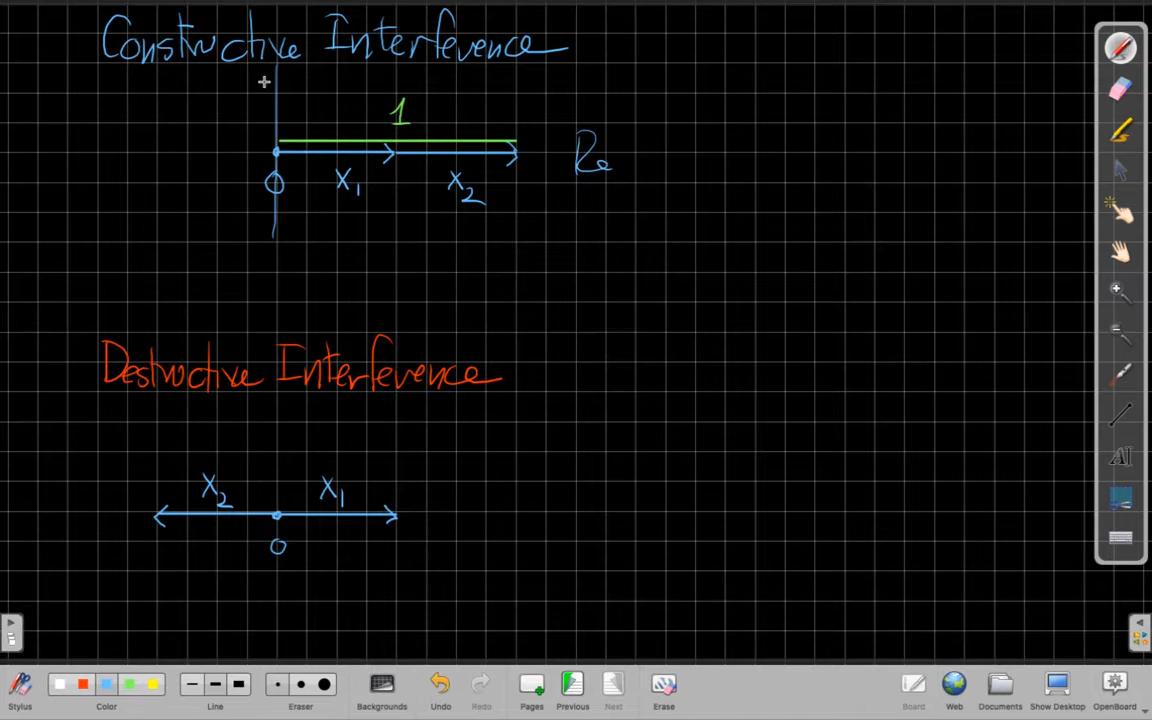 Constructive Interference
1
Re
0 x1 x2
Destructive Interference
x2 x1
0
AI
Stylus Color Line Eraser Backgrounds Undo Redo Pages Previous Next Erase Board Web Documents Show Desktop OpenBoard